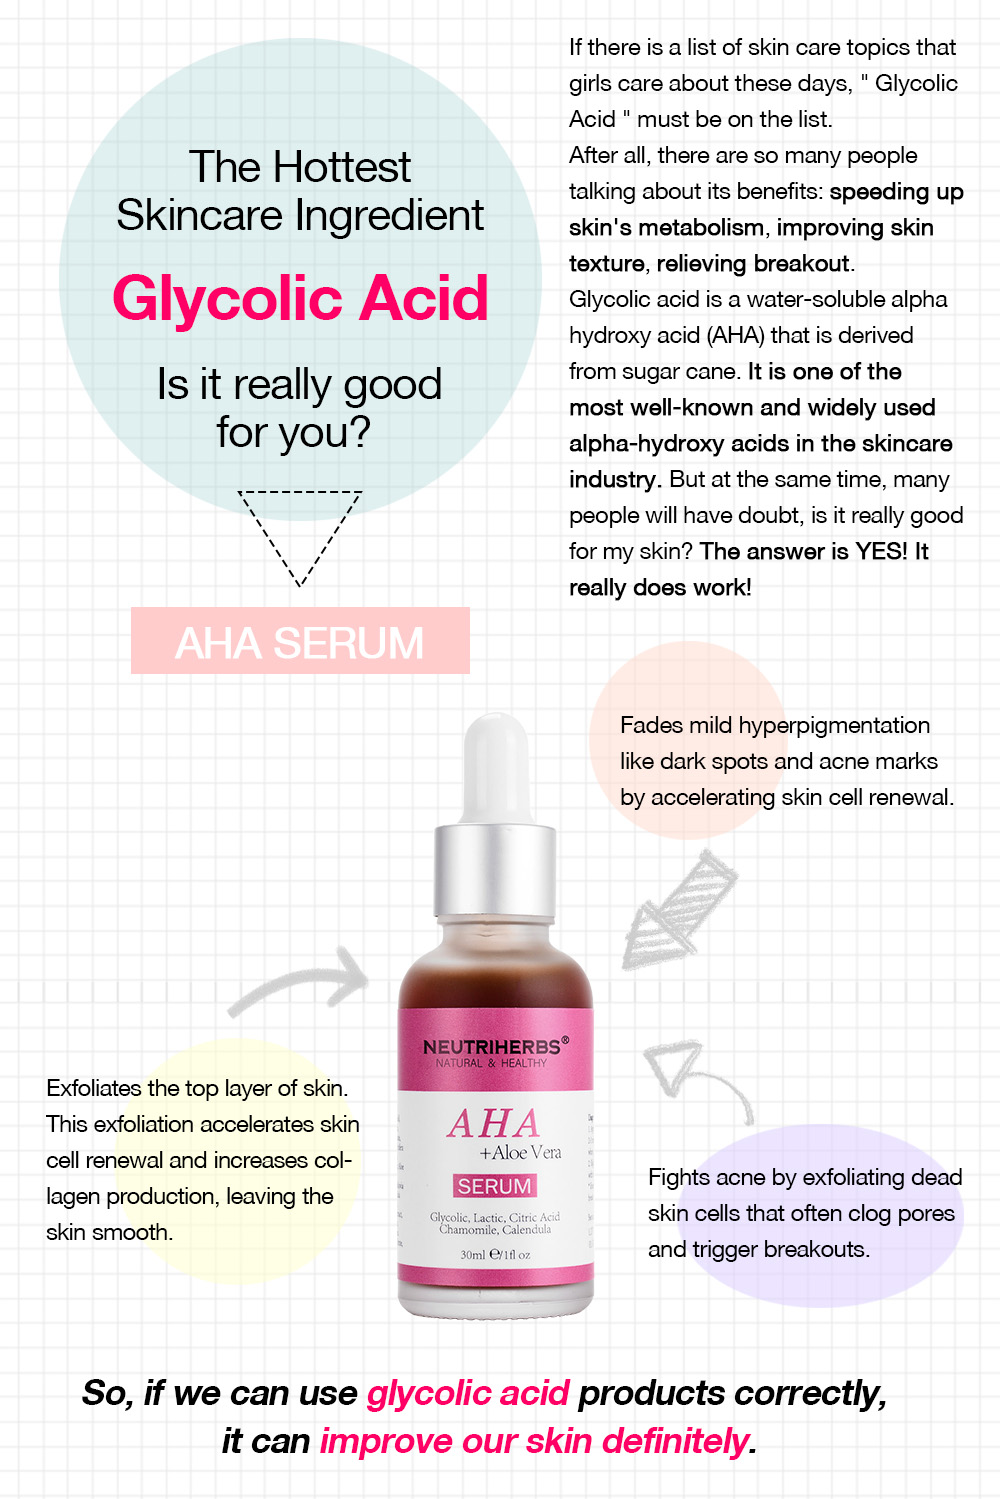 The Hottest
Skincare Ingredient
Glycolic Acid
Is it really good
for you?
AHA SERUM
If there is a list of skin care topics that
girls care about these days, " Glycolic
Acid " must be on the list.
After all, there are so many people
talking about its benefits: speeding up
skin's metabolism, improving skin
texture, relieving breakout.
Glycolic acid is a water-soluble alpha
hydroxy acid (AHA) that is derived
from sugar cane. It is one of the
most well-known and widely used
alpha-hydroxy acids in the skincare
industry. But at the same time, many
people will have doubt, is it really good
for my skin? The answer is YES! It
really does work!
Fades mild hyperpigmentation
like dark spots and acne marks
by accelerating skin cell renewal.
Exfoliates the top layer of skin.
This exfoliation accelerates skin
cell renewal and increases col-
lagen production, leaving the
skin smooth.
NEUTRIHERBS®
NATURAL & HEALTHY
AHA
+Aloe Vera
SERUM
Glycolic, Lactic, Citric Acid
Chamomile, Calendula
30ml ℮/1fl oz
Fights acne by exfoliating dead
skin cells that often clog pores
and trigger breakouts.
So, if we can use glycolic acid products correctly,
it can improve our skin definitely.